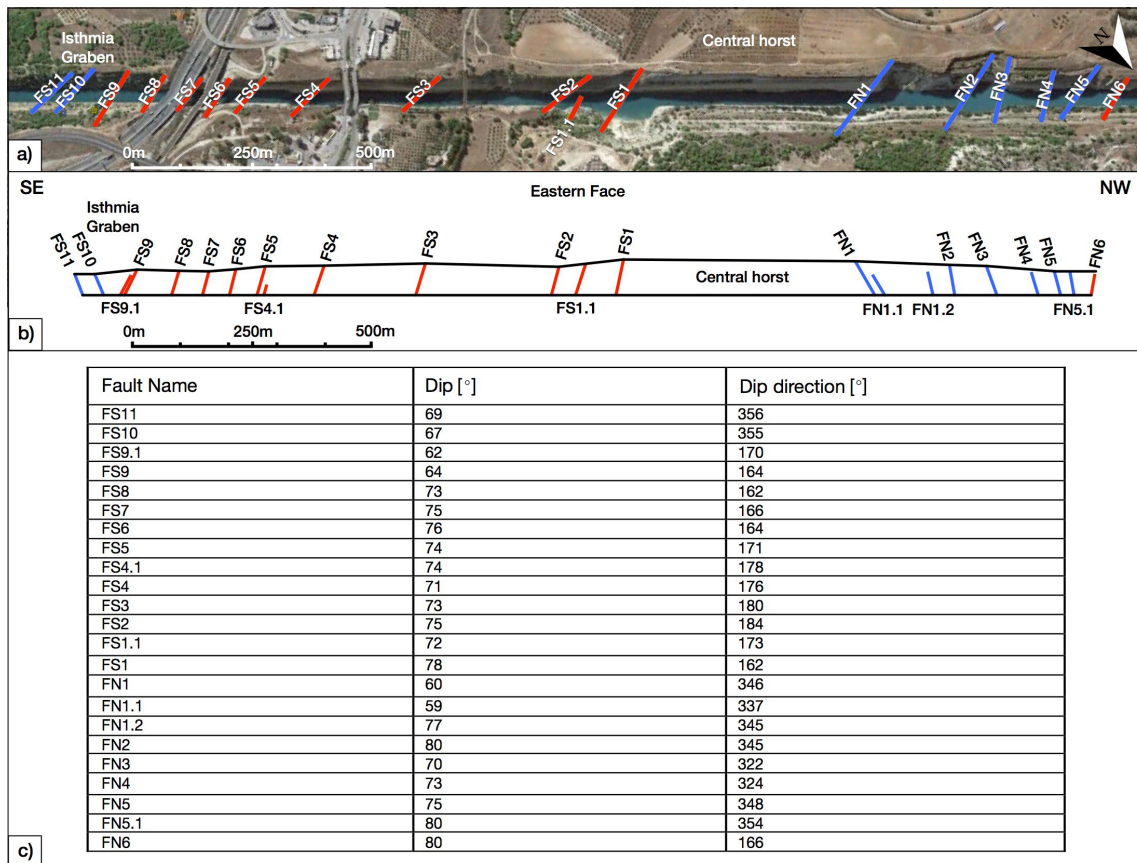 Isthmia
Graben
Central horst
N
FS11
FS10
FS9
FS8
FS7
FS6
FS5
FS4
FS3
FS2
FS1.1
FS1
FN1
FN2
FN3
FN4
FN5
FN6
0m 250m 500m
a)
SE Eastern Face NW
Isthmia
Graben
FS11
FS10
FS9
FS8
FS7
FS6
FS5
FS4
FS3
FS2
FS1
FN1
FN2
FN3
FN4
FN5
FN6
Central horst
FS9.1 FS4.1 FS1.1 FN1.1 FN1.2 FN5.1
0m 250m 500m
b)
Fault Name Dip [°] Dip direction [°]
FS11 69 356
FS10 67 355
FS9.1 62 170
FS9 64 164
FS8 73 162
FS7 75 166
FS6 76 164
FS5 74 171
FS4.1 74 178
FS4 71 176
FS3 73 180
FS2 75 184
FS1.1 72 173
FS1 78 162
FN1 60 346
FN1.1 59 337
FN1.2 77 345
FN2 80 345
FN3 70 322
FN4 73 324
FN5 75 348
FN5.1 80 354
FN6 80 166
c)